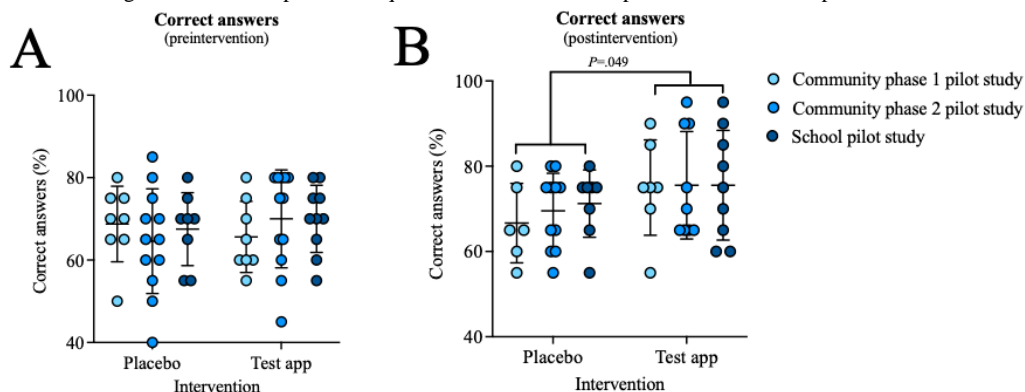 Correct answers
(preintervention)
A
Correct answers (%)
100
80
60
40
Placebo
Test app
Intervention
Correct answers
(postintervention)
B
P=.049
Correct answers (%)
100
80
60
40
Placebo
Test app
Intervention
Community phase 1 pilot study
Community phase 2 pilot study
School pilot study